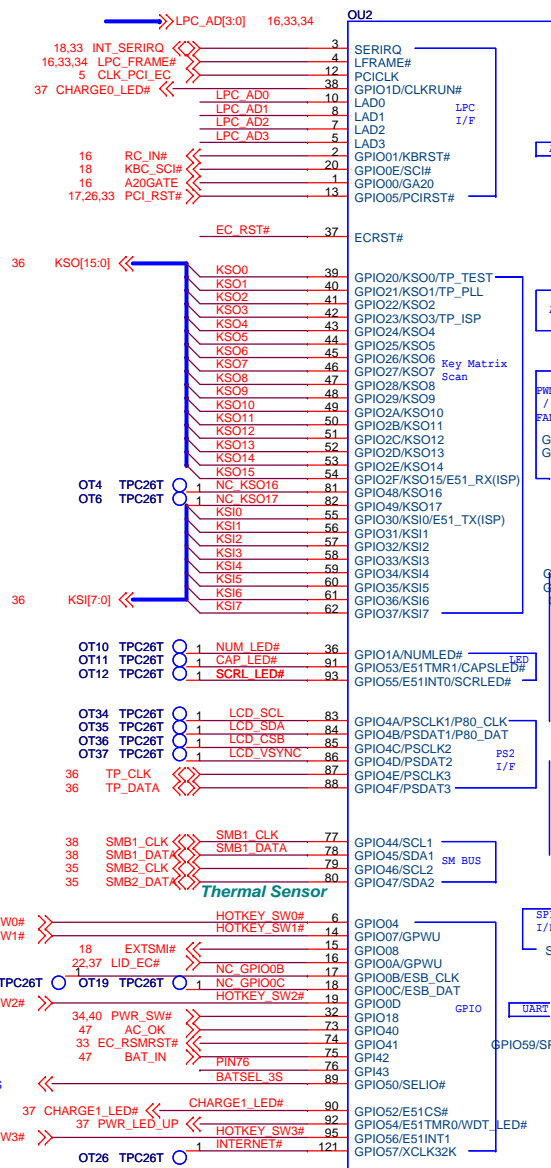 OU2
LPC_AD[3:0] 16,33,34
18,33 INT_SERIRQ 3 SERIRQ
16,33,34 LPC_FRAME# 4 LFRAME#
5 CLK_PCI_EC 12 PCICLK
37 CHARGE0_LED# 38 GPIO1D/CLKRUN#
LPC_AD0 10 LAD0 LPC
LPC_AD1 8 LAD1 I/F
LPC_AD2 7 LAD2
LPC_AD3 5 LAD3
16 RC_IN# 2 GPIO01/KBRST#
18 KBC_SCI# 20 GPIO0E/SCI#
16 A20GATE 1 GPIO00/GA20
17,26,33 PCI_RST# 13 GPIO05/PCIRST#
EC_RST# 37 ECRST#
36 KSO[15:0]
KSO0 39 GPIO20/KSO0/TP_TEST
KSO1 40 GPIO21/KSO1/TP_PLL
KSO2 41 GPIO22/KSO2
KSO3 42 GPIO23/KSO3/TP_ISP
KSO4 43 GPIO24/KSO4
KSO5 44 GPIO25/KSO5
KSO6 45 GPIO26/KSO6 Key Matrix
KSO7 46 GPIO27/KSO7 Scan
KSO8 47 GPIO28/KSO8
KSO9 48 GPIO29/KSO9
KSO10 49 GPIO2A/KSO10
KSO11 50 GPIO2B/KSO11
KSO12 51 GPIO2C/KSO12
KSO13 52 GPIO2D/KSO13
KSO14 53 GPIO2E/KSO14
KSO15 54 GPIO2F/KSO15/E51_RX(ISP)
OT4 TPC26T 1 NC_KSO16 81 GPIO48/KSO16
OT6 TPC26T 1 NC_KSO17 82 GPIO49/KSO17
KSI0 55 GPIO30/KSI0/E51_TX(ISP)
KSI1 56 GPIO31/KSI1
KSI2 57 GPIO32/KSI2
KSI3 58 GPIO33/KSI3
KSI4 59 GPIO34/KSI4
KSI5 60 GPIO35/KSI5
36 KSI[7:0] KSI6 61 GPIO36/KSI6
KSI7 62 GPIO37/KSI7
OT10 TPC26T 1 NUM_LED# 36 GPIO1A/NUMLED#
OT11 TPC26T 1 CAP_LED# 91 GPIO53/E51TMR1/CAPSLED# LED
OT12 TPC26T 1 SCRL_LED# 93 GPIO55/E51INT0/SCRLED#
OT34 TPC26T 1 LCD_SCL 83 GPIO4A/PSCLK1/P80_CLK
OT35 TPC26T 1 LCD_SDA 84 GPIO4B/PSDAT1/P80_DAT
OT36 TPC26T 1 LCD_CSB 85 GPIO4C/PSCLK2 PS2
OT37 TPC26T 1 LCD_VSYNC 86 GPIO4D/PSDAT2 I/F
36 TP_CLK 87 GPIO4E/PSCLK3
36 TP_DATA 88 GPIO4F/PSDAT3
38 SMB1_CLK SMB1_CLK 77 GPIO44/SCL1
38 SMB1_DATA SMB1_DATA 78 GPIO45/SDA1 SM BUS
35 SMB2_CLK 79 GPIO46/SCL2
35 SMB2_DATA 80 GPIO47/SDA2
Thermal Sensor
W0# HOTKEY_SW0# 6 GPIO04
W1# HOTKEY_SW1# 14 GPIO07/GPWU
18 EXTSMI# 15 GPIO08
22,37 LID_EC# 16 GPIO0A/GPWU
1 NC_GPIO0B 17 GPIO0B/ESB_CLK
TPC26T OT19 TPC26T 1 NC_GPIO0C 18 GPIO0C/ESB_DAT
W2# HOTKEY_SW2# 19 GPIO0D
34,40 PWR_SW# 32 GPIO18 GPIO UART
47 AC_OK 73 GPIO40
33 EC_RSMRST# 74 GPIO41 GPIO59/SP
47 BAT_IN 75 GPI42
PIN76 76 GPI43
BATSEL_3S 89 GPIO50/SELIO#
37 CHARGE1_LED# CHARGE1_LED# 90 GPIO52/E51CS#
37 PWR_LED_UP 92 GPIO54/E51TMR0/WDT_LED#
W3# HOTKEY_SW3# 95 GPIO56/E51INT1
OT26 TPC26T 1 INTERNET# 121 GPIO57/XCLK32K